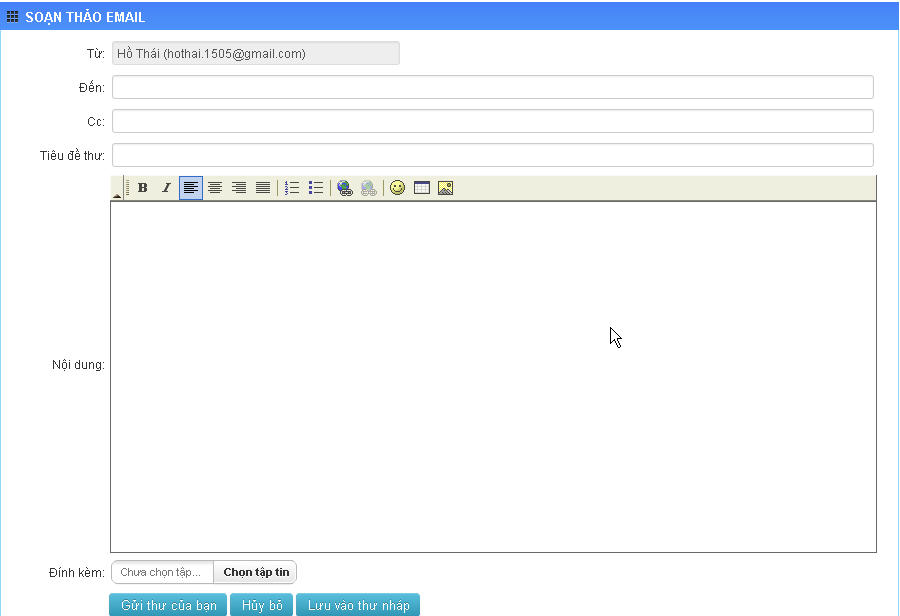 SOẠN THẢO EMAIL
Từ: Hồ Thái (hothai.1505@gmail.com)
Đến:
Cc:
Tiêu đề thư:
B I
Nội dung:
Đính kèm: Chưa chọn tập... Chọn tập tin
Gửi thư của bạn Hủy bỏ Lưu vào thư nháp